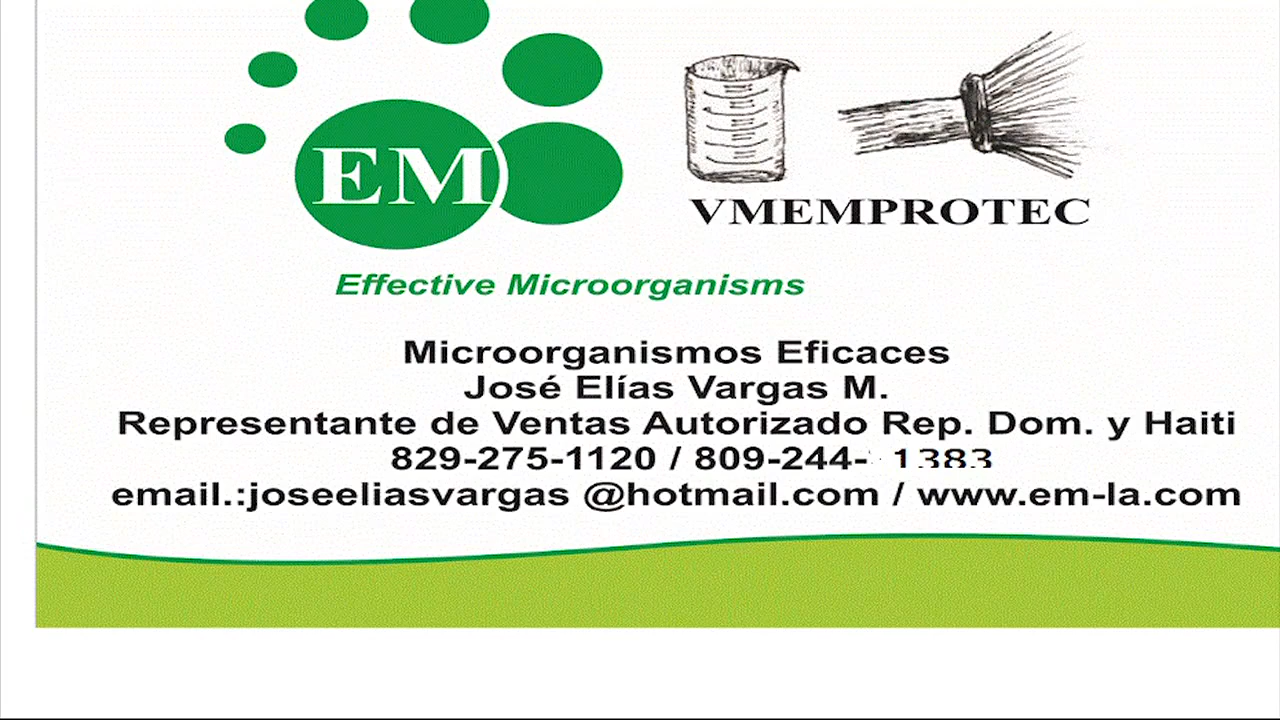 EM
VMEMPROTEC
Effective Microorganisms
Microorganismos Eficaces
José Elías Vargas M.
Representante de Ventas Autorizado Rep. Dom. y Haiti
829-275-1120 / 809-244- 1383
email.:joseeliasvargas @hotmail.com / www.em-la.com